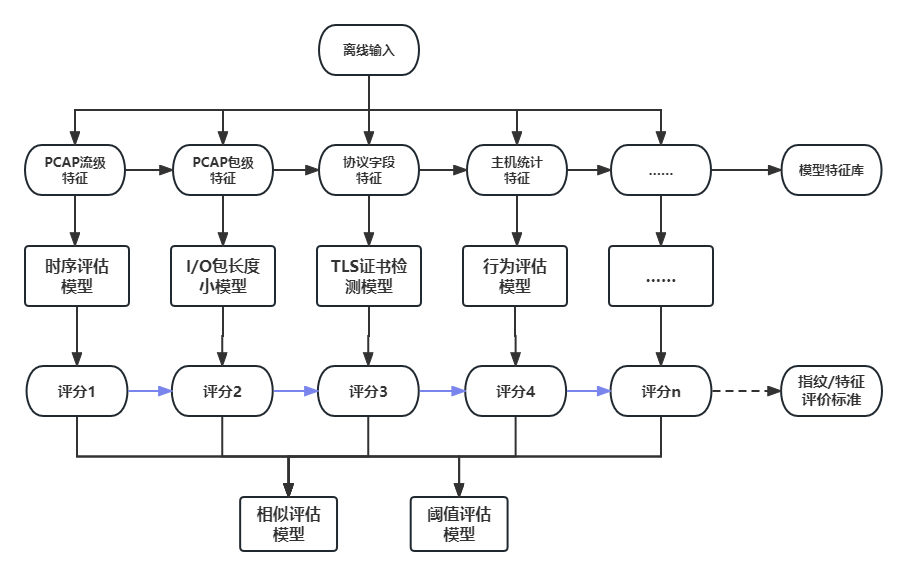 离线输入
PCAP流级
特征
PCAP包级
特征
协议字段
特征
主机统计
特征
......
模型特征库
时序评估
模型
I/O包长度
小模型
TLS证书检
测模型
行为评估
模型
......
评分1
评分2
评分3
评分4
评分n
指纹/特征
评价标准
相似评估
模型
阈值评估
模型